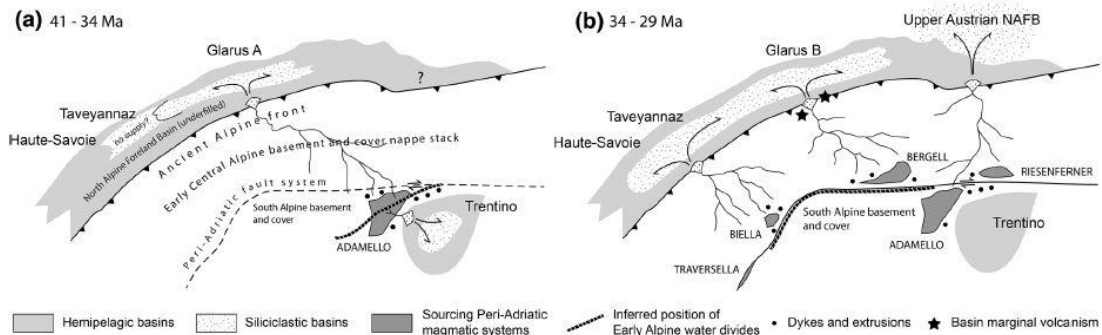 (a) 41 - 34 Ma
Glarus A
?
Taveyannaz
Haute-Savoie
no supply?
North Alpine Foreland Basin (underfilled)
Ancient Alpine front
Early Central Alpine basement and cover nappe stack
Peri-Adriatic fault system
South Alpine basement
and cover
ADAMELLO
Trentino
(b) 34 - 29 Ma
Upper Austrian NAFB
Glarus B
Taveyannaz
Haute-Savoie
BERGELL
RIESENFERNER
South Alpine basement
and cover
BIELLA
ADAMELLO
Trentino
TRAVERSELLA
Hemipelagic basins
Siliciclastic basins
Sourcing Peri-Adriatic
magmatic systems
Inferred position of
Early Alpine water divides
Dykes and extrusions
Basin marginal volcanism